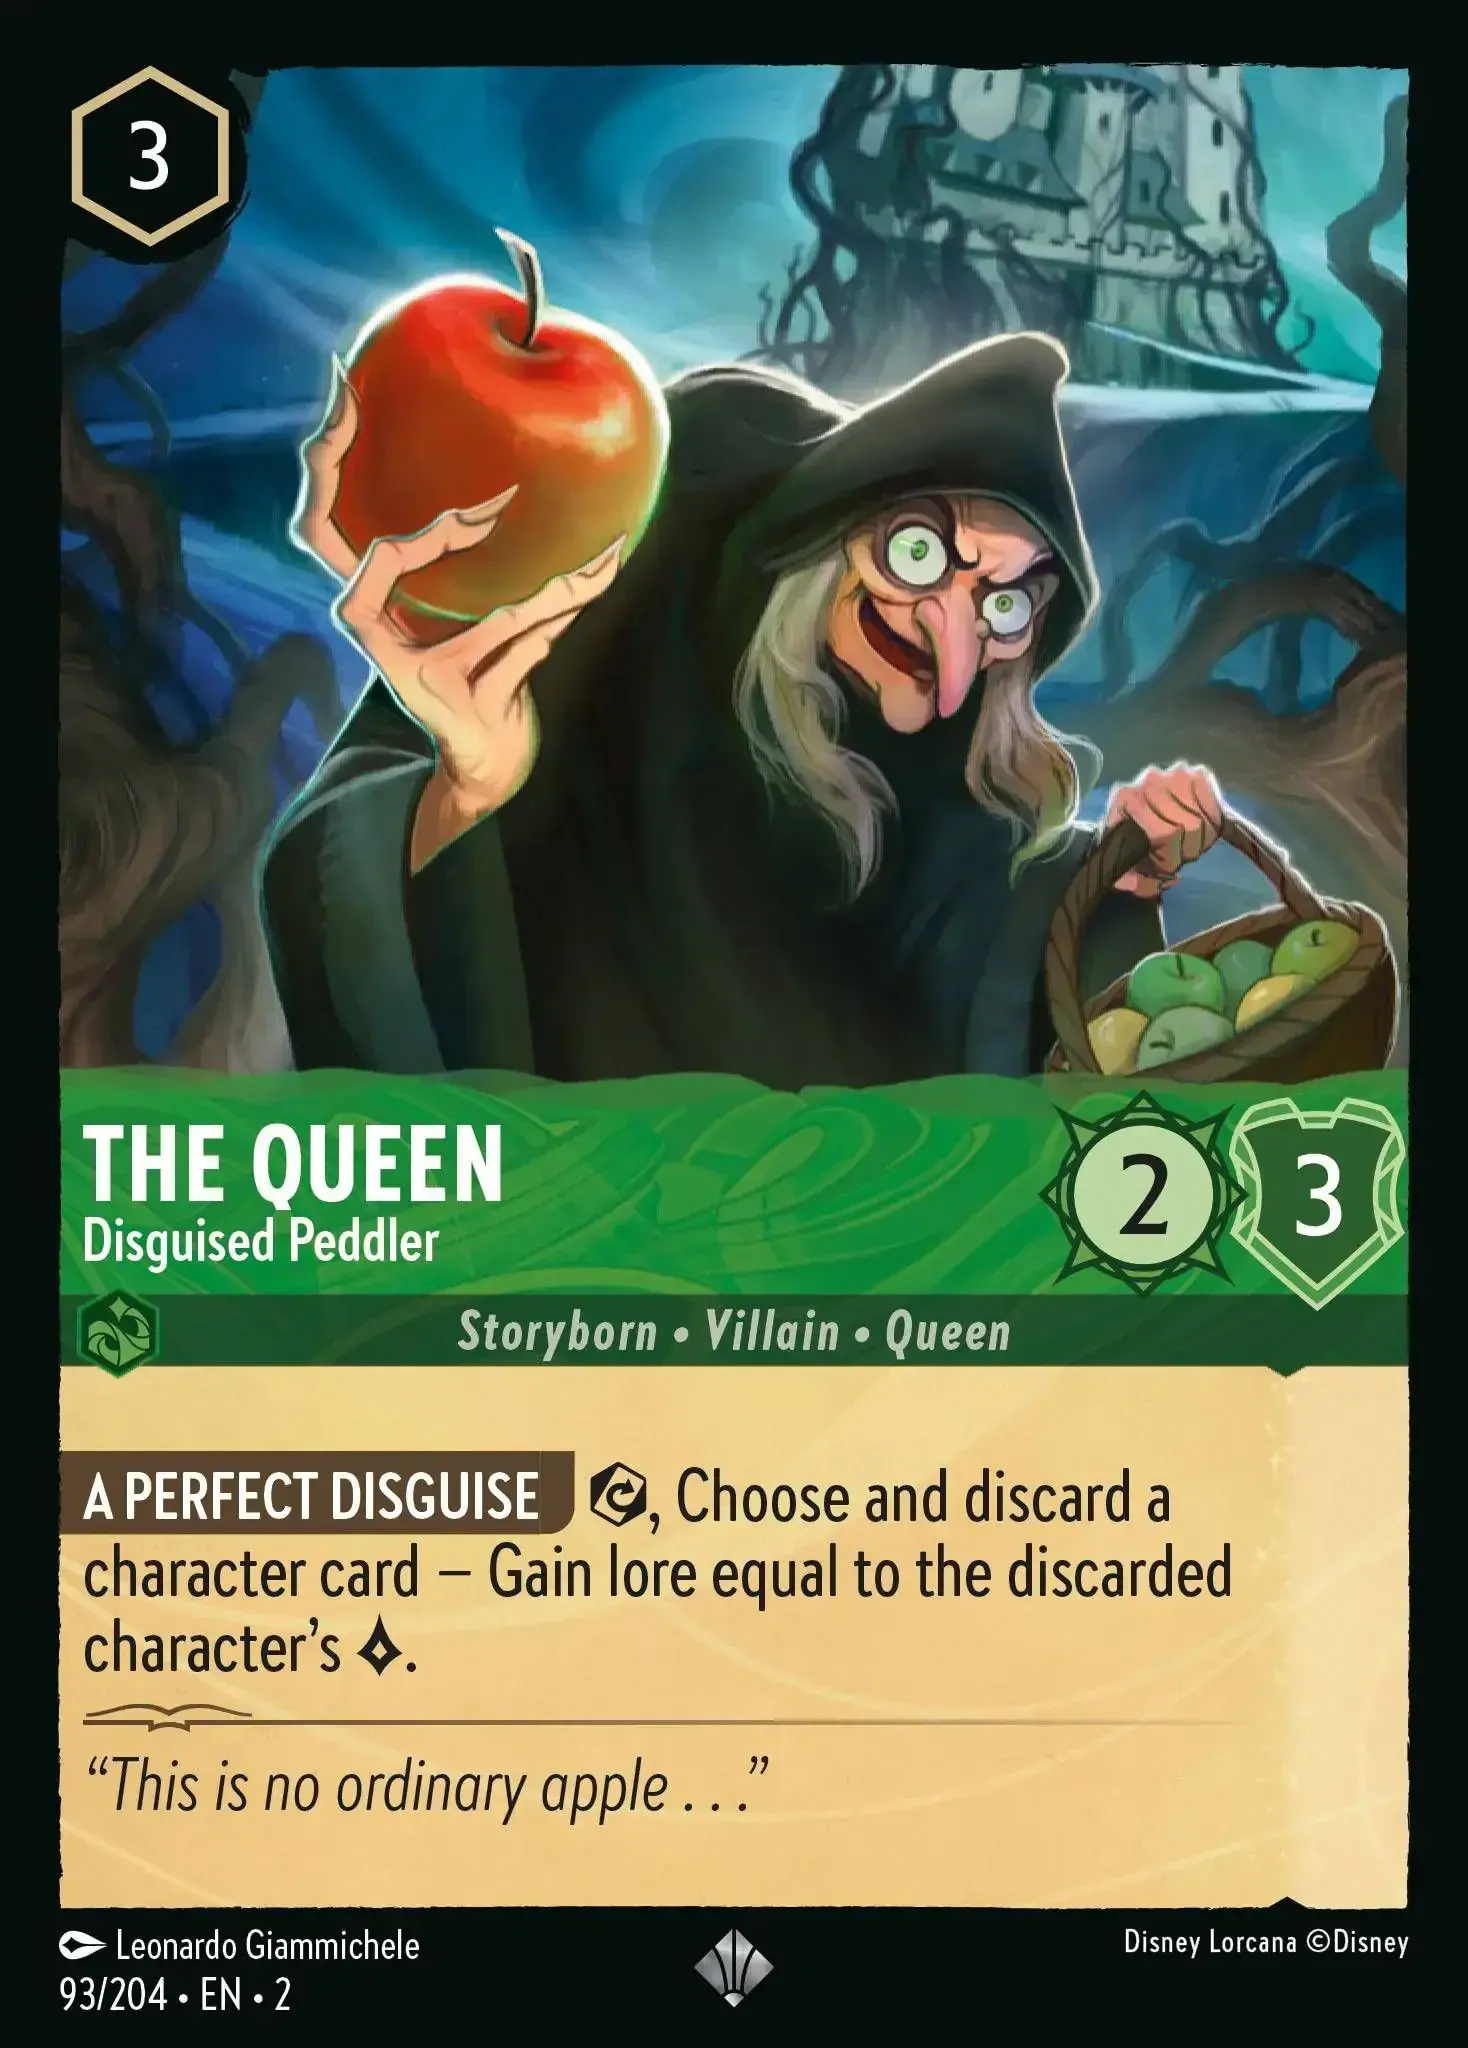 3
THE QUEEN
Disguised Peddler
2
3
Storyborn • Villain • Queen
A PERFECT DISGUISE , Choose and discard a
character card – Gain lore equal to the discarded
character’s .
“This is no ordinary apple . . .”
Leonardo Giammichele
93/204 • EN • 2
Disney Lorcana ©Disney